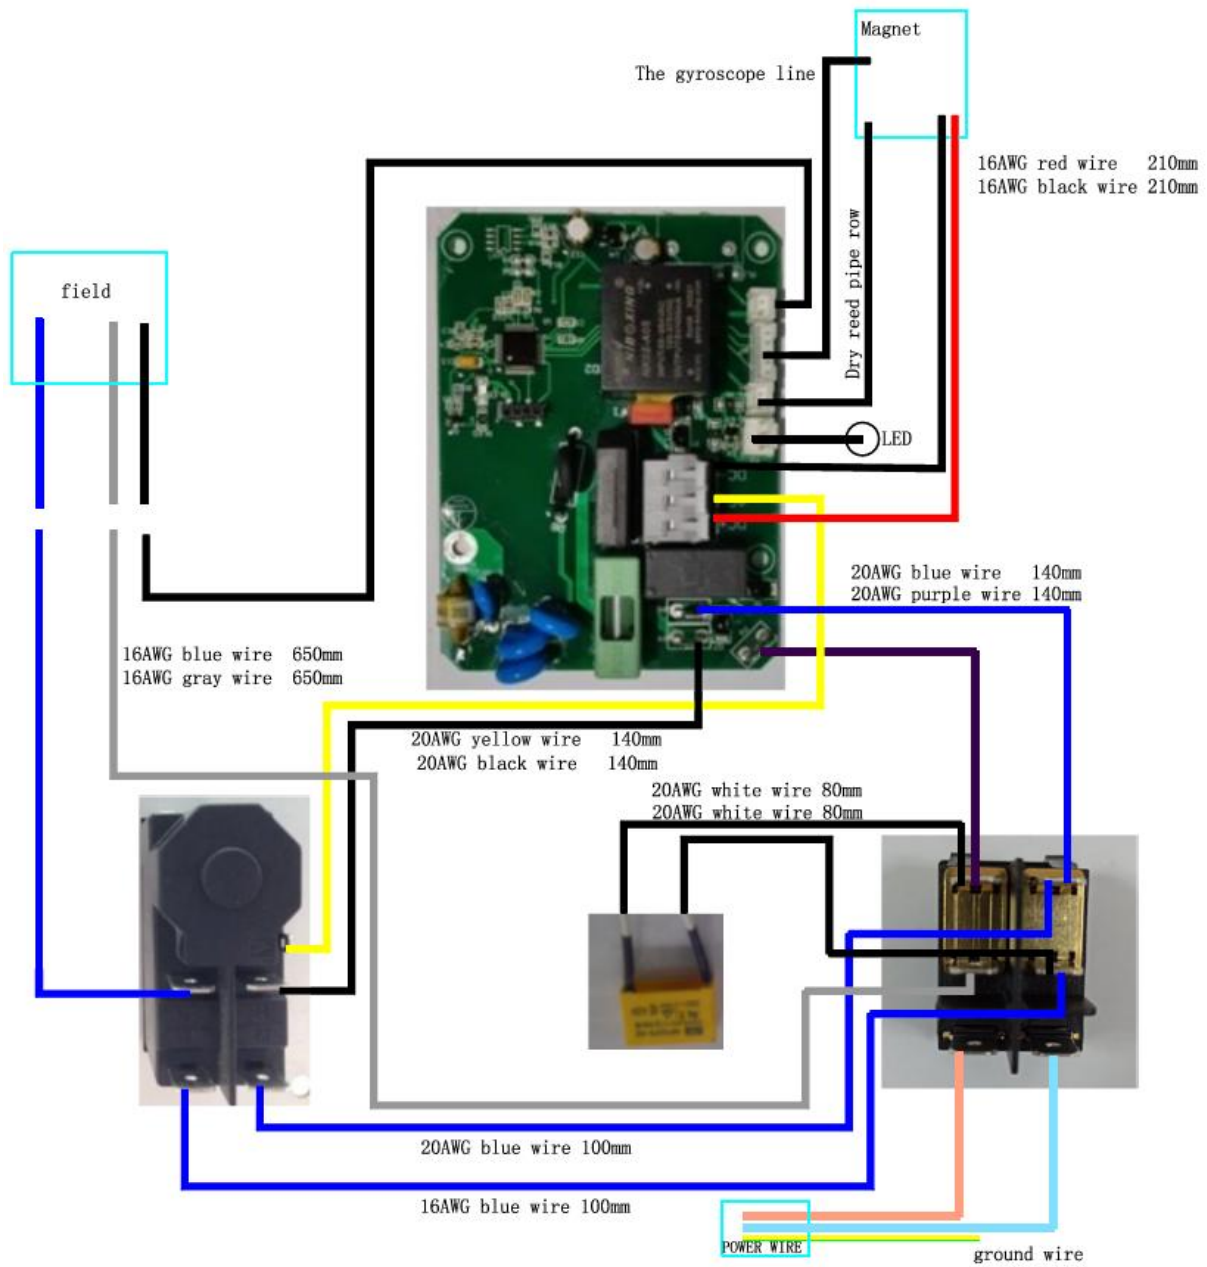 Magnet
The gyroscope line
16AWG red wire 210mm
16AWG black wire 210mm
Dry reed pipe row
field
LED
20AWG blue wire 140mm
20AWG purple wire 140mm
16AWG blue wire 650mm
16AWG gray wire 650mm
20AWG yellow wire 140mm
20AWG black wire 140mm
20AWG white wire 80mm
20AWG white wire 80mm
20AWG blue wire 100mm
16AWG blue wire 100mm
POWER WIRE
ground wire